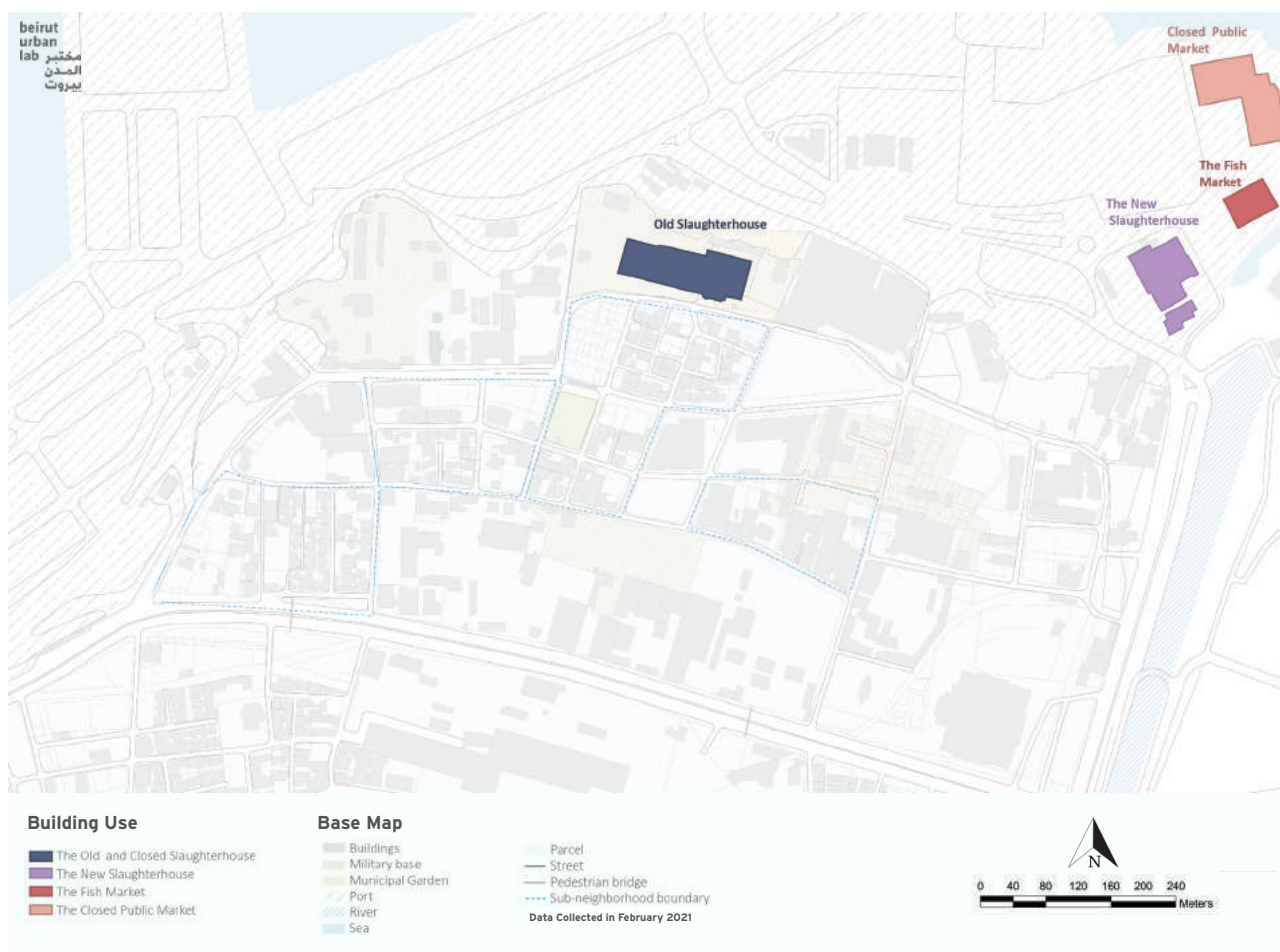 beirut
urban
lab مختبر
المدن
بيروت
Closed Public
Market
The Fish
Market
The New
Slaughterhouse
Old Slaughterhouse
Building Use
The Old and Closed Slaughterhouse
The New Slaughterhouse
The Fish Market
The Closed Public Market
Base Map
Buildings
Military base
Municipal Garden
Port
River
Sea
Parcel
Street
Pedestrian bridge
Sub-neighborhood boundary
Data Collected in February 2021
N
0 40 80 120 160 200 240
Meters